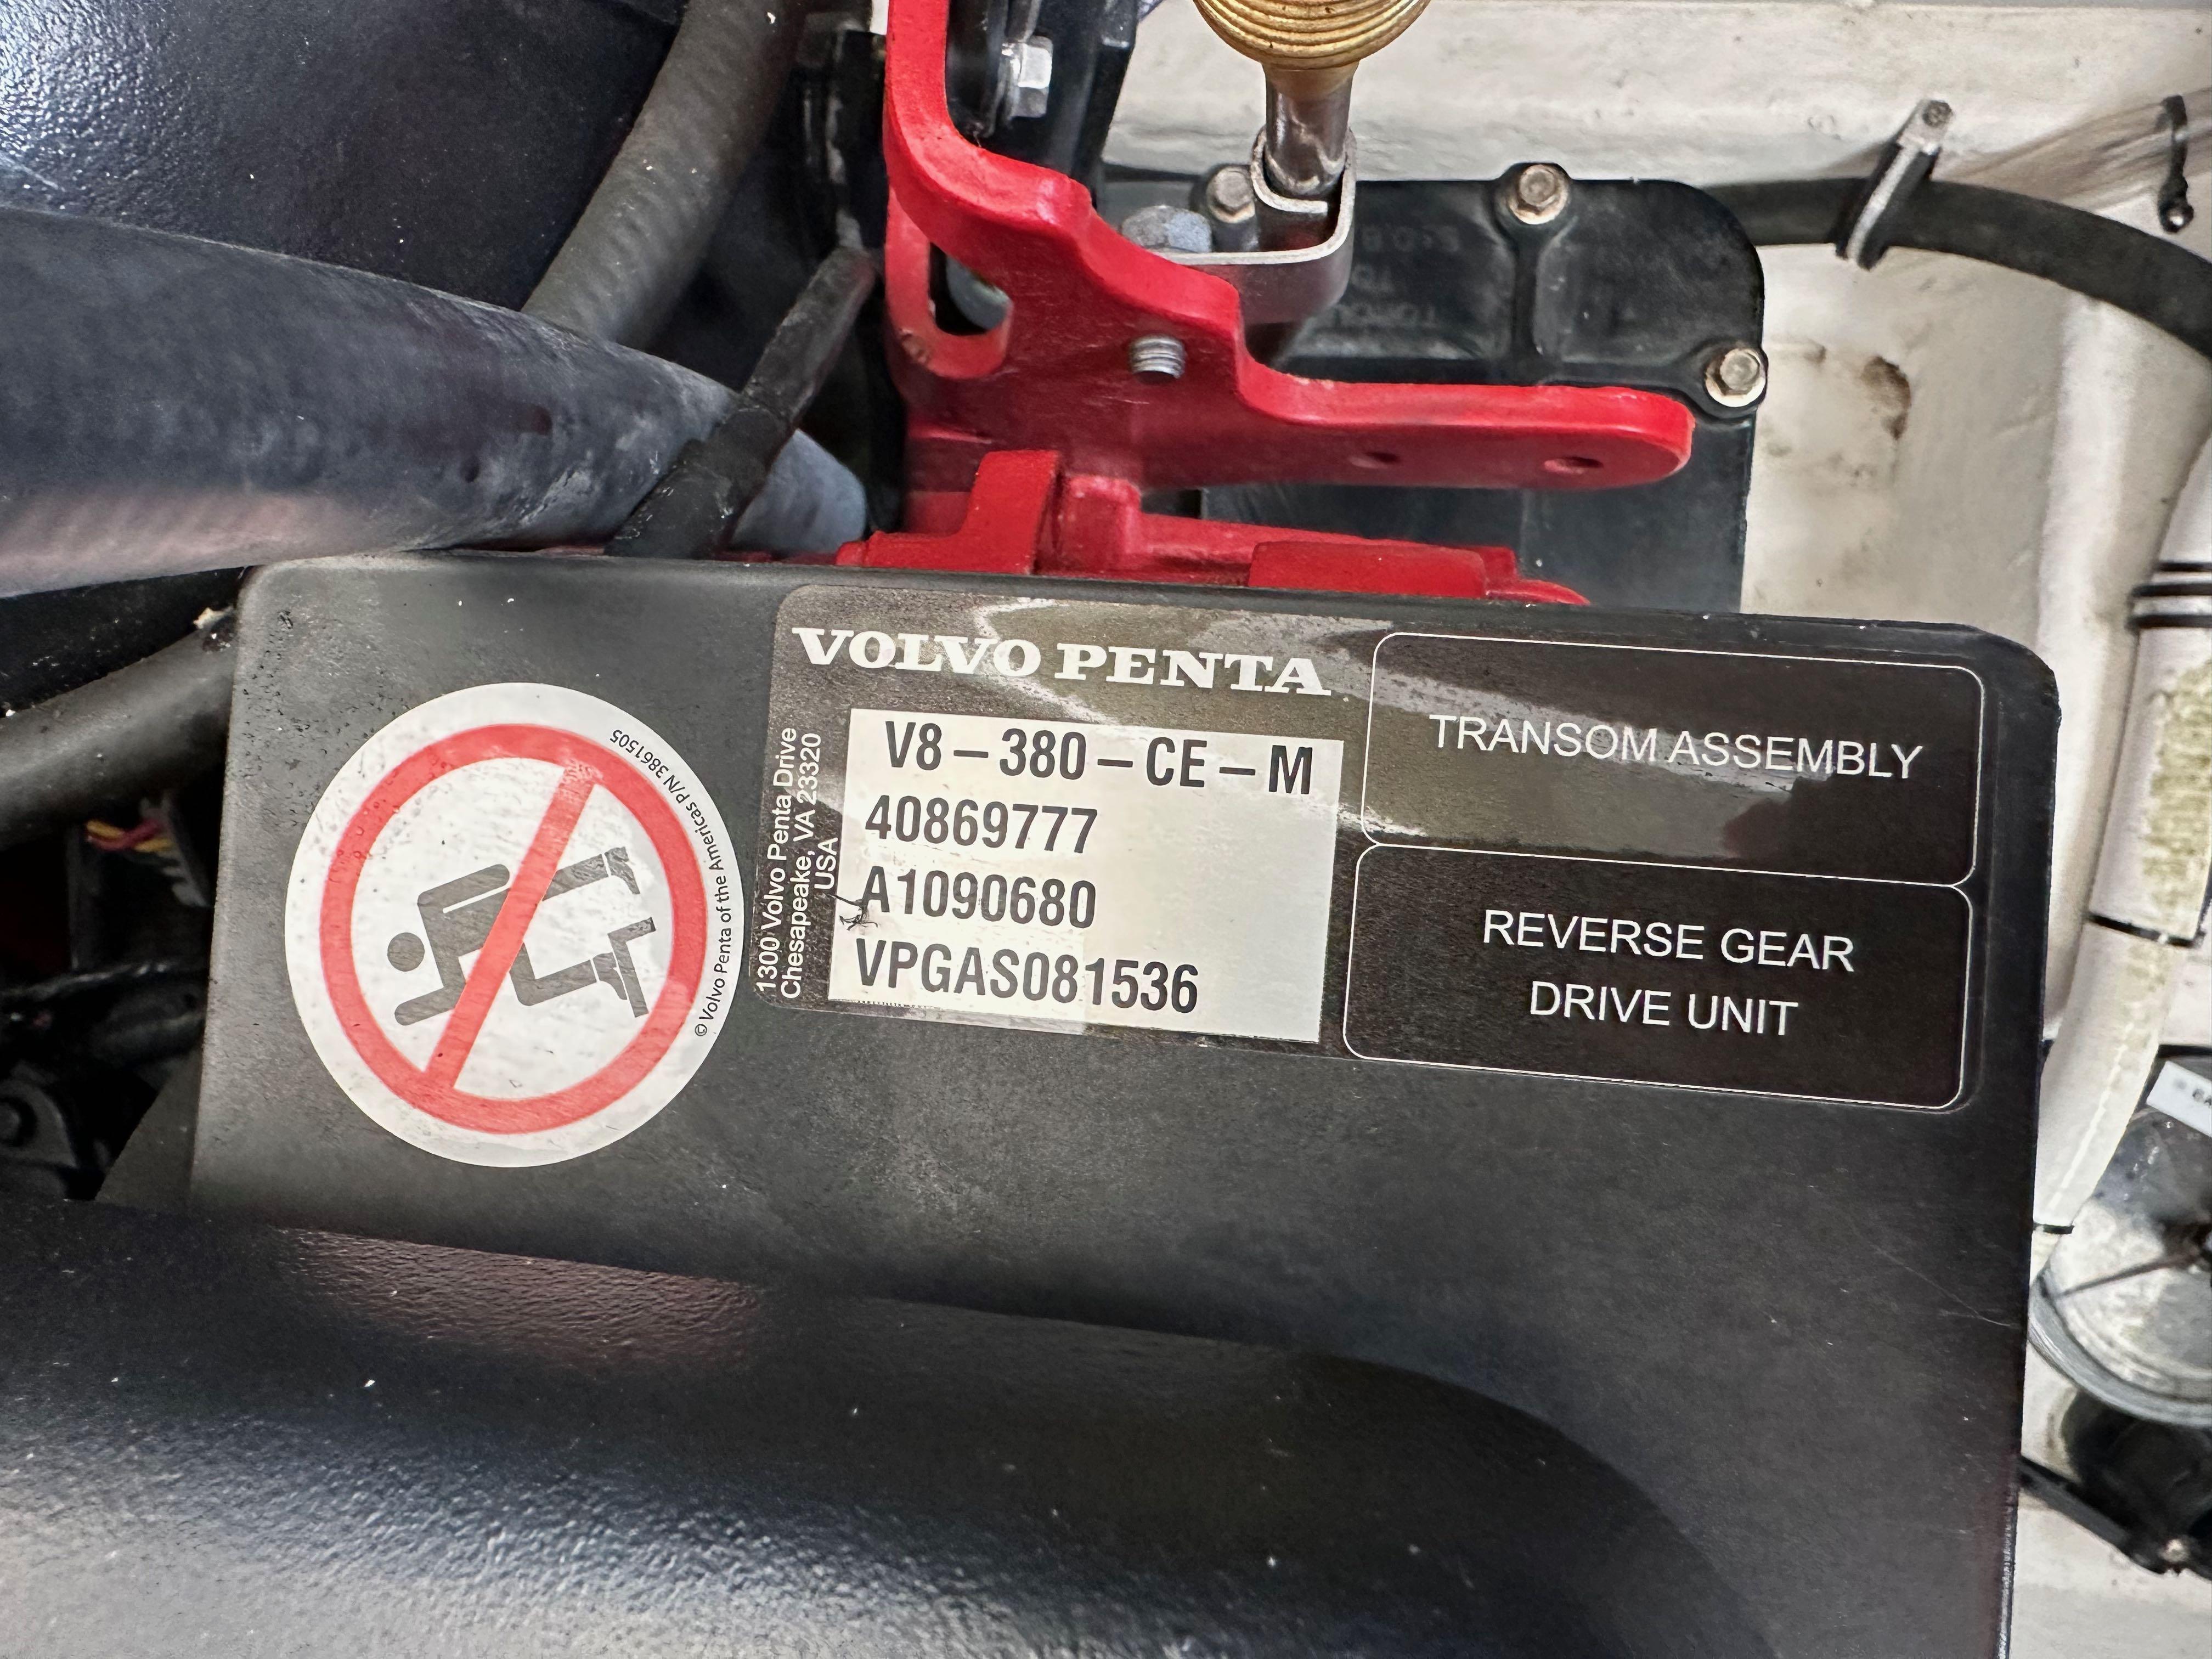 VOLVO PENTA
V8 – 380 – CE – M
40869777
A1090680
VPGAS081536
1300 Volvo Penta Drive
Chesapeake, VA 23320
USA
TRANSOM ASSEMBLY
REVERSE GEAR
DRIVE UNIT
© Volvo Penta of the Americas P/N 3861505